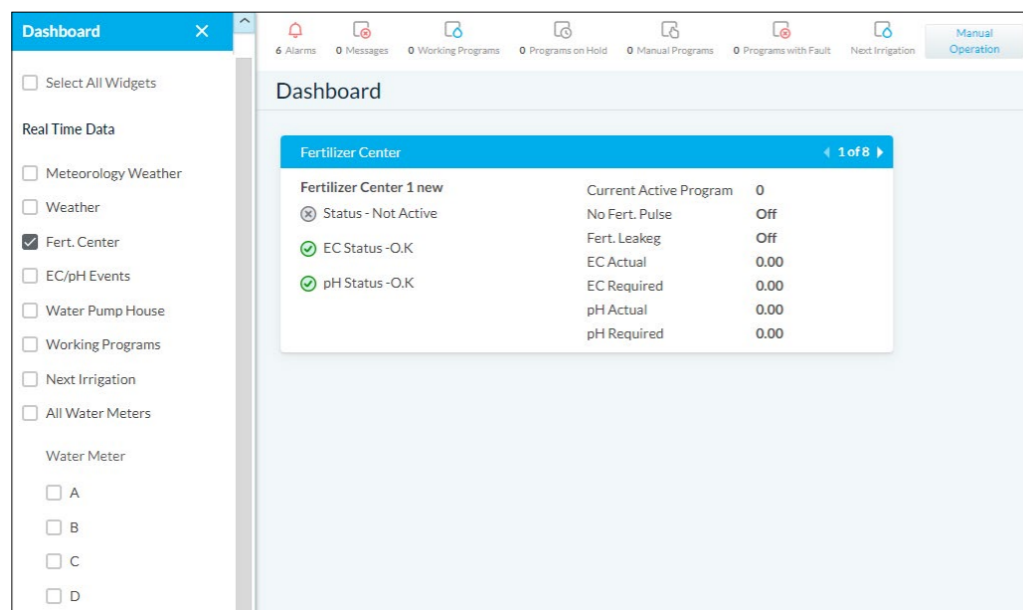 Dashboard
Select All Widgets
Real Time Data
Meteorology Weather
Weather
Fert. Center
EC/pH Events
Water Pump House
Working Programs
Next Irrigation
All Water Meters
Water Meter
A
B
C
D
6 Alarms
0 Messages
0 Working Programs
0 Programs on Hold
0 Manual Programs
0 Programs with Fault
Next Irrigation
Manual
Operation
Dashboard
Fertilizer Center
1 of 8
Fertilizer Center 1 new
Status - Not Active
EC Status -O.K
pH Status -O.K
Current Active Program 0
No Fert. Pulse Off
Fert. Leakeg Off
EC Actual 0.00
EC Required 0.00
pH Actual 0.00
pH Required 0.00